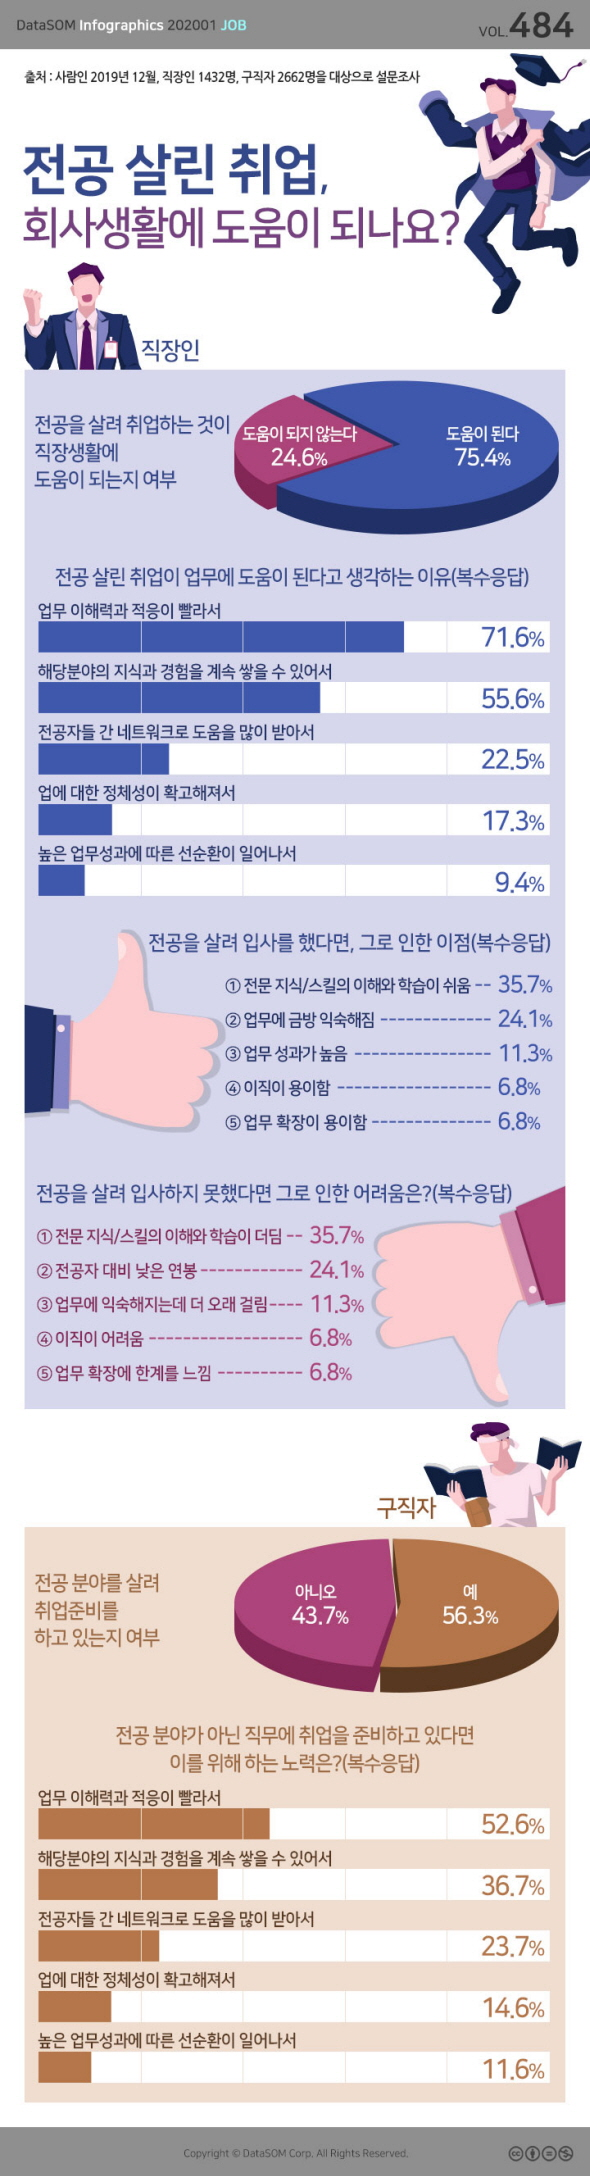 DataSOM Infographics 202001 JOB
VOL.484
출처 : 사람인 2019년 12월, 직장인 1432명, 구직자 2662명을 대상으로 설문조사
전공 살린 취업,
회사생활에 도움이 되나요?
직장인
전공을 살려 취업하는 것이
직장생활에
도움이 되는지 여부
도움이 되지 않는다
24.6%
도움이 된다
75.4%
전공 살린 취업이 업무에 도움이 된다고 생각하는 이유(복수응답)
업무 이해력과 적응이 빨라서
71.6%
해당분야의 지식과 경험을 계속 쌓을 수 있어서
55.6%
전공자들 간 네트워크로 도움을 많이 받아서
22.5%
업에 대한 정체성이 확고해져서
17.3%
높은 업무성과에 따른 선순환이 일어나서
9.4%
전공을 살려 입사를 했다면, 그로 인한 이점(복수응답)
① 전문 지식/스킬의 이해와 학습이 쉬움 -- 35.7%
② 업무에 금방 익숙해짐 ------------- 24.1%
③ 업무 성과가 높음 ---------------- 11.3%
④ 이직이 용이함 ------------------ 6.8%
⑤ 업무 확장이 용이함 -------------- 6.8%
전공을 살려 입사하지 못했다면 그로 인한 어려움은?(복수응답)
① 전문 지식/스킬의 이해와 학습이 더딤 -- 35.7%
② 전공자 대비 낮은 연봉 ------------ 24.1%
③ 업무에 익숙해지는데 더 오래 걸림 ---- 11.3%
④ 이직이 어려움 ------------------ 6.8%
⑤ 업무 확장에 한계를 느낌 ---------- 6.8%
구직자
전공 분야를 살려
취업준비를
하고 있는지 여부
아니오
43.7%
예
56.3%
전공 분야가 아닌 직무에 취업을 준비하고 있다면
이를 위해 하는 노력은?(복수응답)
업무 이해력과 적응이 빨라서
52.6%
해당분야의 지식과 경험을 계속 쌓을 수 있어서
36.7%
전공자들 간 네트워크로 도움을 많이 받아서
23.7%
업에 대한 정체성이 확고해져서
14.6%
높은 업무성과에 따른 선순환이 일어나서
11.6%
Copyright © DataSOM Corp. All Rights Reserved.